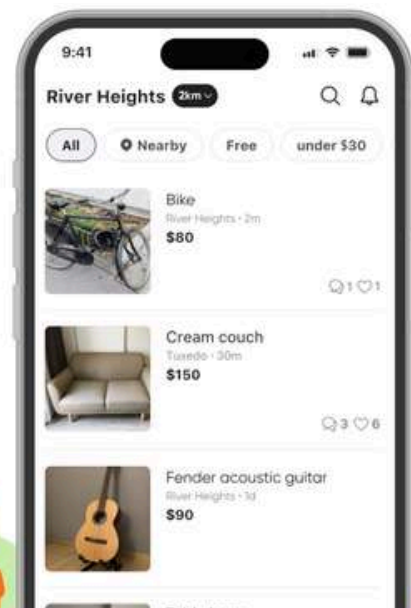 9:41
River Heights 2km
All Nearby Free under $30
Bike
River Heights · 2m
$80
1 1
Cream couch
Tuxedo · 30m
$150
3 6
Fender acoustic guitar
River Heights · 1d
$90